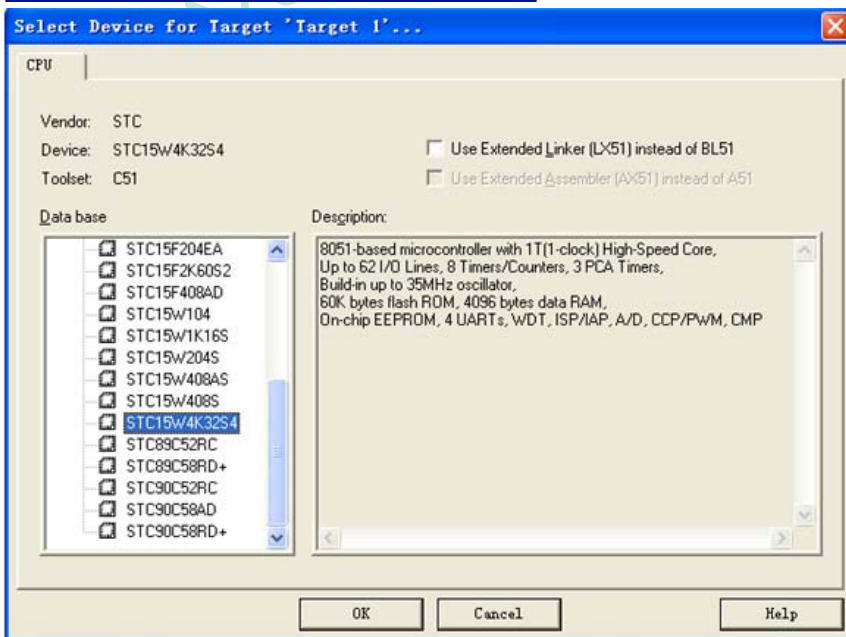 Select Device for Target 'Target 1'...
CPU
Vendor: STC
Device: STC15W4K32S4
Toolset: C51
Use Extended Linker (LX51) instead of BL51
Use Extended Assembler (AX51) instead of A51
Data base
STC15F204EA
STC15F2K60S2
STC15F408AD
STC15W104
STC15W1K16S
STC15W204S
STC15W408AS
STC15W408S
STC15W4K32S4
STC89C52RC
STC89C58RD+
STC90C52RC
STC90C58AD
STC90C58RD+
Description:
8051-based microcontroller with 1T(1-clock) High-Speed Core,
Up to 62 I/O Lines, 8 Timers/Counters, 3 PCA Timers,
Build-in up to 35MHz oscillator,
60K bytes flash ROM, 4096 bytes data RAM,
On-chip EEPROM, 4 UARTs, WDT, ISP/IAP, A/D, CCP/PWM, CMP
OK
Cancel
Help